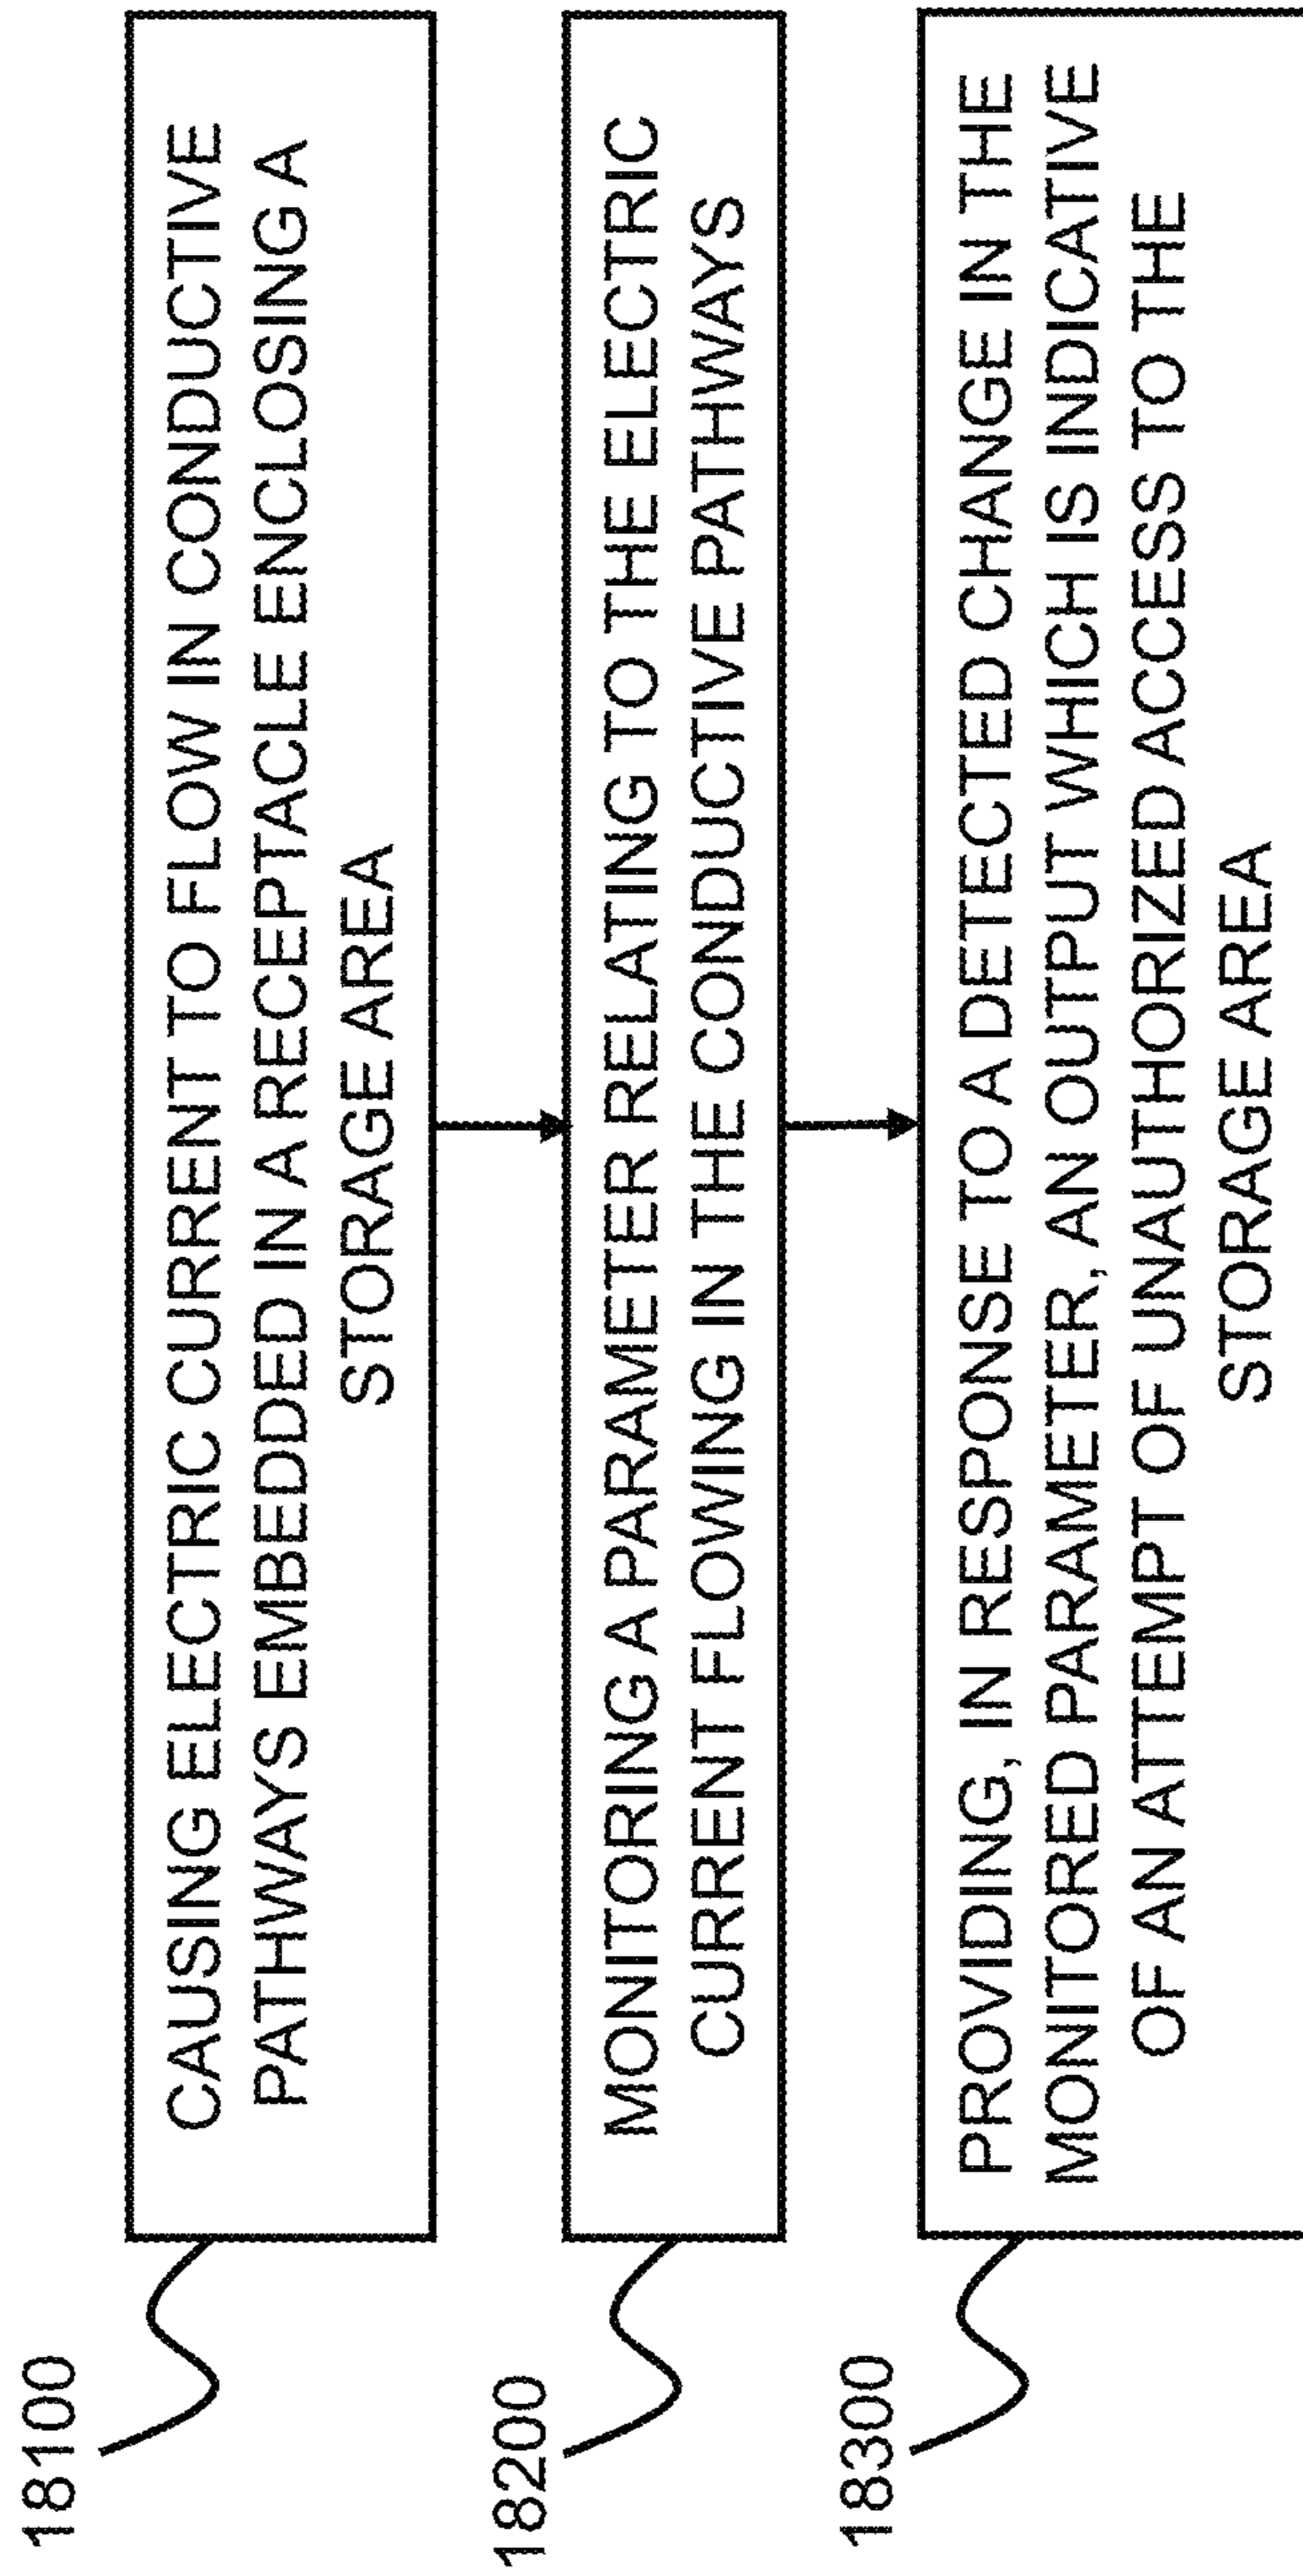 18100
CAUSING ELECTRIC CURRENT TO FLOW IN CONDUCTIVE
PATHWAYS EMBEDDED IN A RECEPTACLE ENCLOSING A
STORAGE AREA
18200
MONITORING A PARAMETER RELATING TO THE ELECTRIC
CURRENT FLOWING IN THE CONDUCTIVE PATHWAYS
18300
PROVIDING, IN RESPONSE TO A DETECTED CHANGE IN THE
MONITORED PARAMETER, AN OUTPUT WHICH IS INDICATIVE
OF AN ATTEMPT OF UNAUTHORIZED ACCESS TO THE
STORAGE AREA